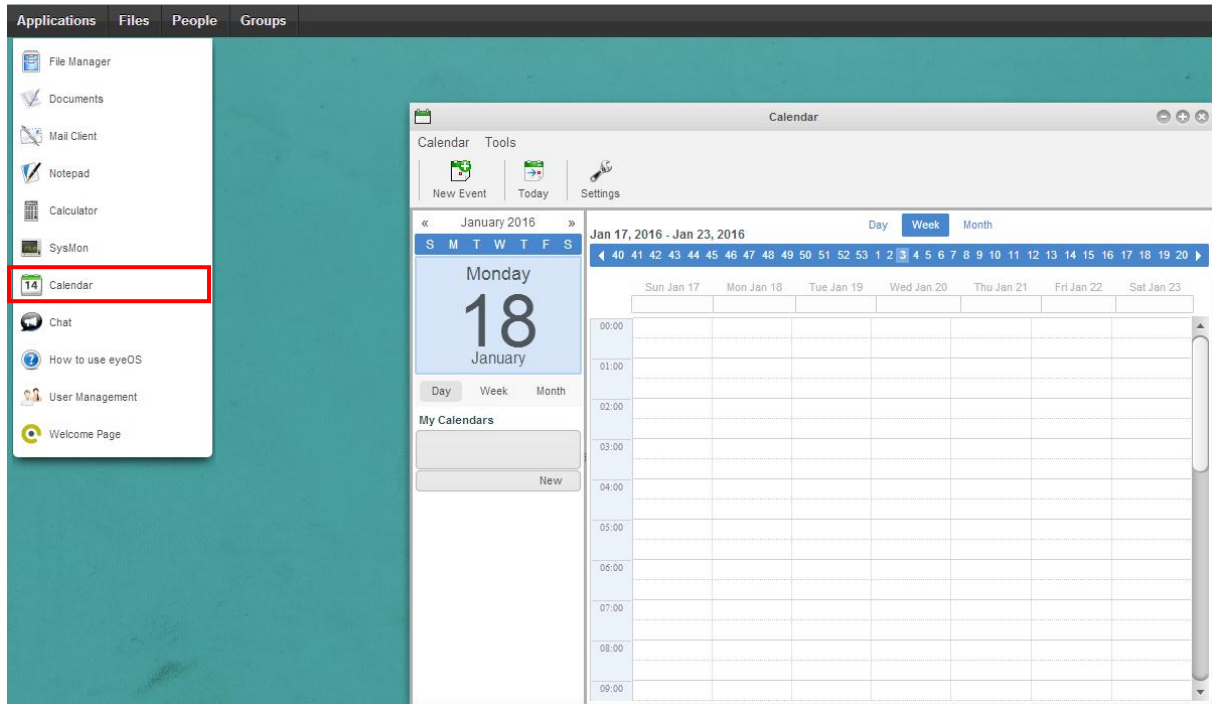 Applications Files People Groups
File Manager
Documents
Mail Client
Notepad
Calculator
SysMon
14 Calendar
Chat
How to use eyeOS
User Management
Welcome Page
Calendar
Calendar Tools
New Event Today Settings
« January 2016 »
S M T W T F S
Monday
18
January
Day Week Month
My Calendars
New
Jan 17, 2016 - Jan 23, 2016 Day Week Month
40 41 42 43 44 45 46 47 48 49 50 51 52 53 1 2 3 4 5 6 7 8 9 10 11 12 13 14 15 16 17 18 19 20
Sun Jan 17 Mon Jan 18 Tue Jan 19 Wed Jan 20 Thu Jan 21 Fri Jan 22 Sat Jan 23
00:00
01:00
02:00
03:00
04:00
05:00
06:00
07:00
08:00
09:00